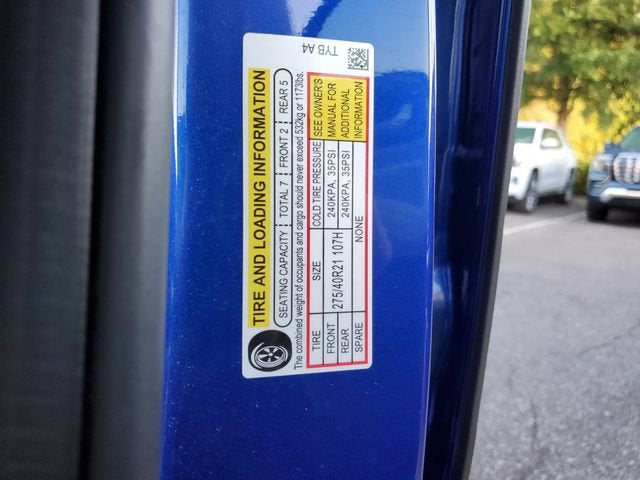 TYB A4
TIRE AND LOADING INFORMATION
SEATING CAPACITY TOTAL 7 FRONT 2 REAR 5
The combined weight of occupants and cargo should never exceed 532kg or 1173lbs.
TIRE SIZE COLD TIRE PRESSURE SEE OWNER'S
FRONT 275/40R21 107H 240KPA, 35PSI MANUAL FOR
REAR 240KPA, 35PSI ADDITIONAL
SPARE NONE INFORMATION